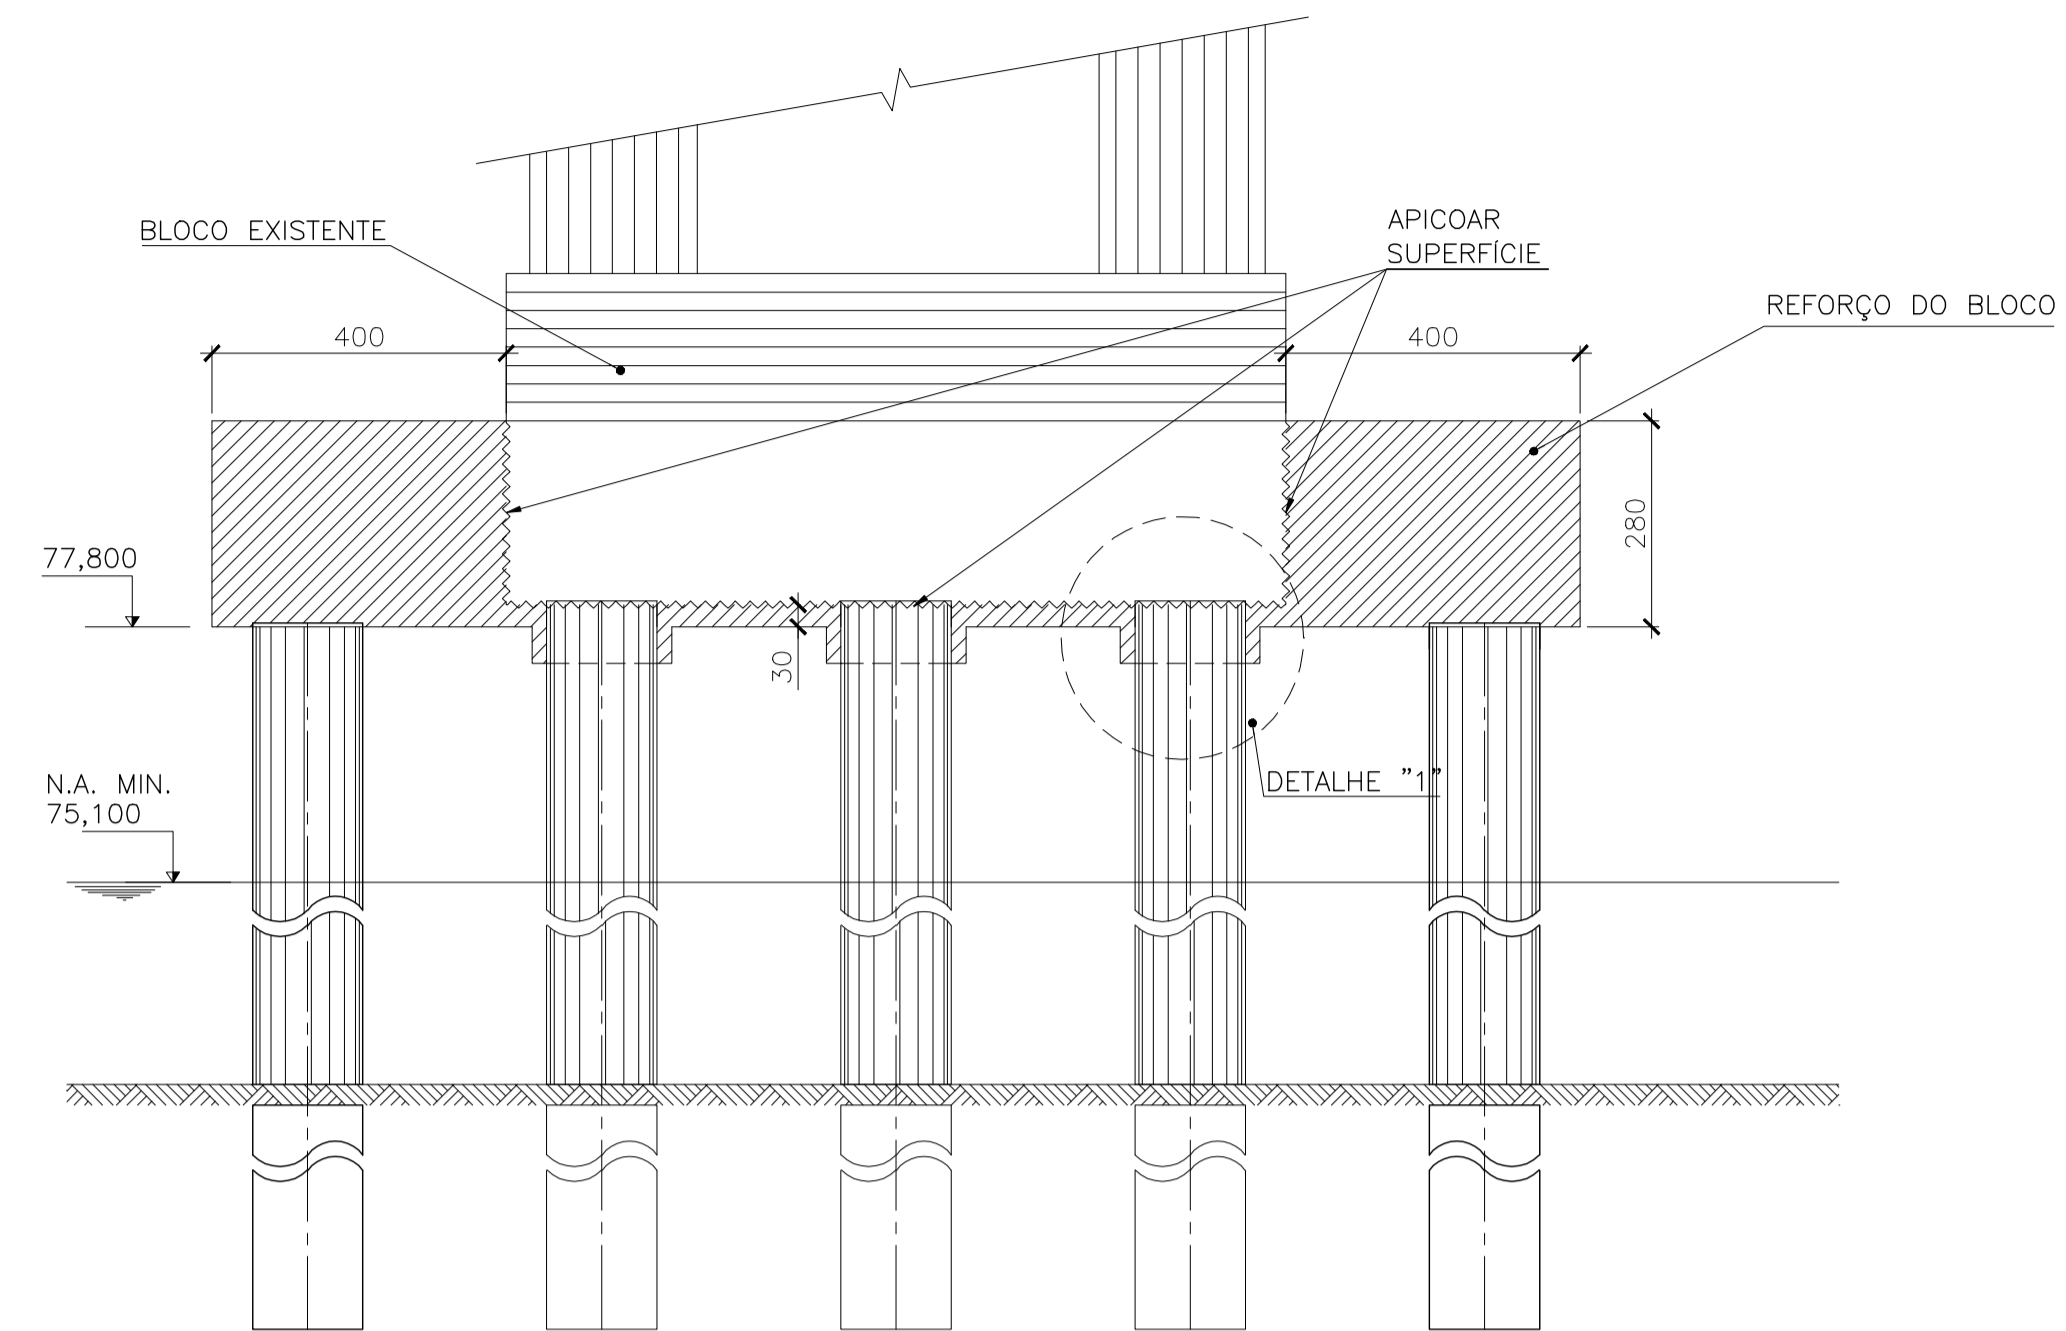 BLOCO EXISTENTE
APICOAR
SUPERFÍCIE
REFORÇO DO BLOCO
400
400
280
77,800
30
N.A. MIN.
75,100
DETALHE "1"